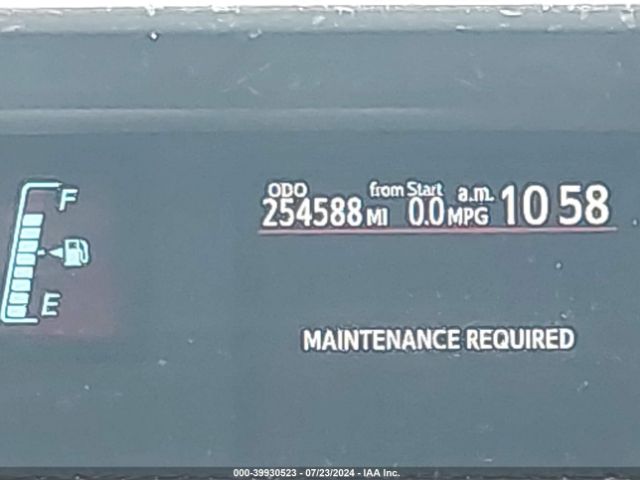 F
ODO from Start a.m.
254588 MI 0.0 MPG 10 58
E
MAINTENANCE REQUIRED
000-39930523 - 07/23/2024 - IAA Inc.